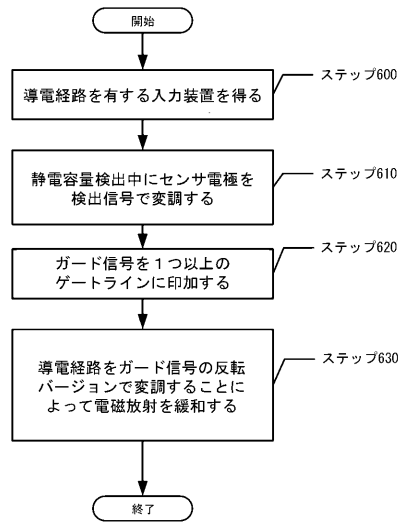 開始
導電経路を有する入力装置を得る
ステップ600
静電容量検出中にセンサ電極を
検出信号で変調する
ステップ610
ガード信号を1つ以上の
ゲートラインに印加する
ステップ620
導電経路をガード信号の反転
バージョンで変調することに
よって電磁放射を緩和する
ステップ630
終了